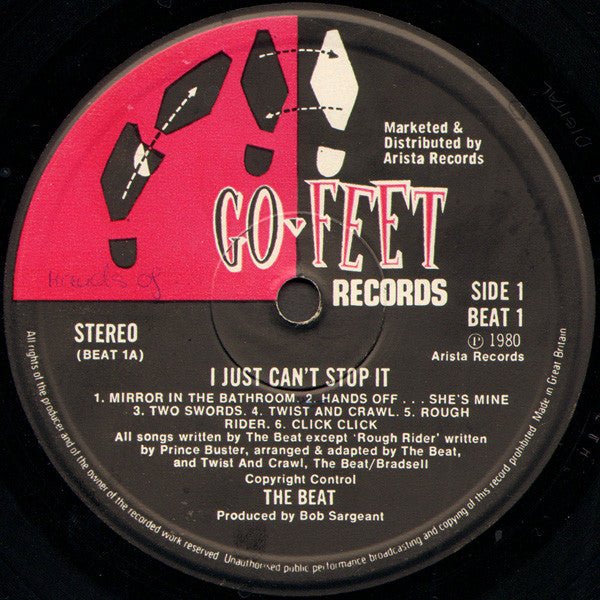 Marketed &
Distributed by
Arista Records
GO FEET
RECORDS
SIDE 1
BEAT 1
℗ 1980
Arista Records
Hands of
STEREO
(BEAT 1A)
I JUST CAN'T STOP IT
1. MIRROR IN THE BATHROOM. 2. HANDS OFF . . . SHE'S MINE
3. TWO SWORDS. 4. TWIST AND CRAWL. 5. ROUGH
RIDER. 6. CLICK CLICK
All songs written by The Beat except 'Rough Rider' written
by Prince Buster, arranged & adapted by The Beat,
and Twist And Crawl, The Beat/Bradsell
Copyright Control
THE BEAT
Produced by Bob Sargeant
All rights of the producer and of the owner of the recorded work reserved Unauthorised public performance broadcasting and copying of this record prohibited Made in Great Britain
DIGITAL